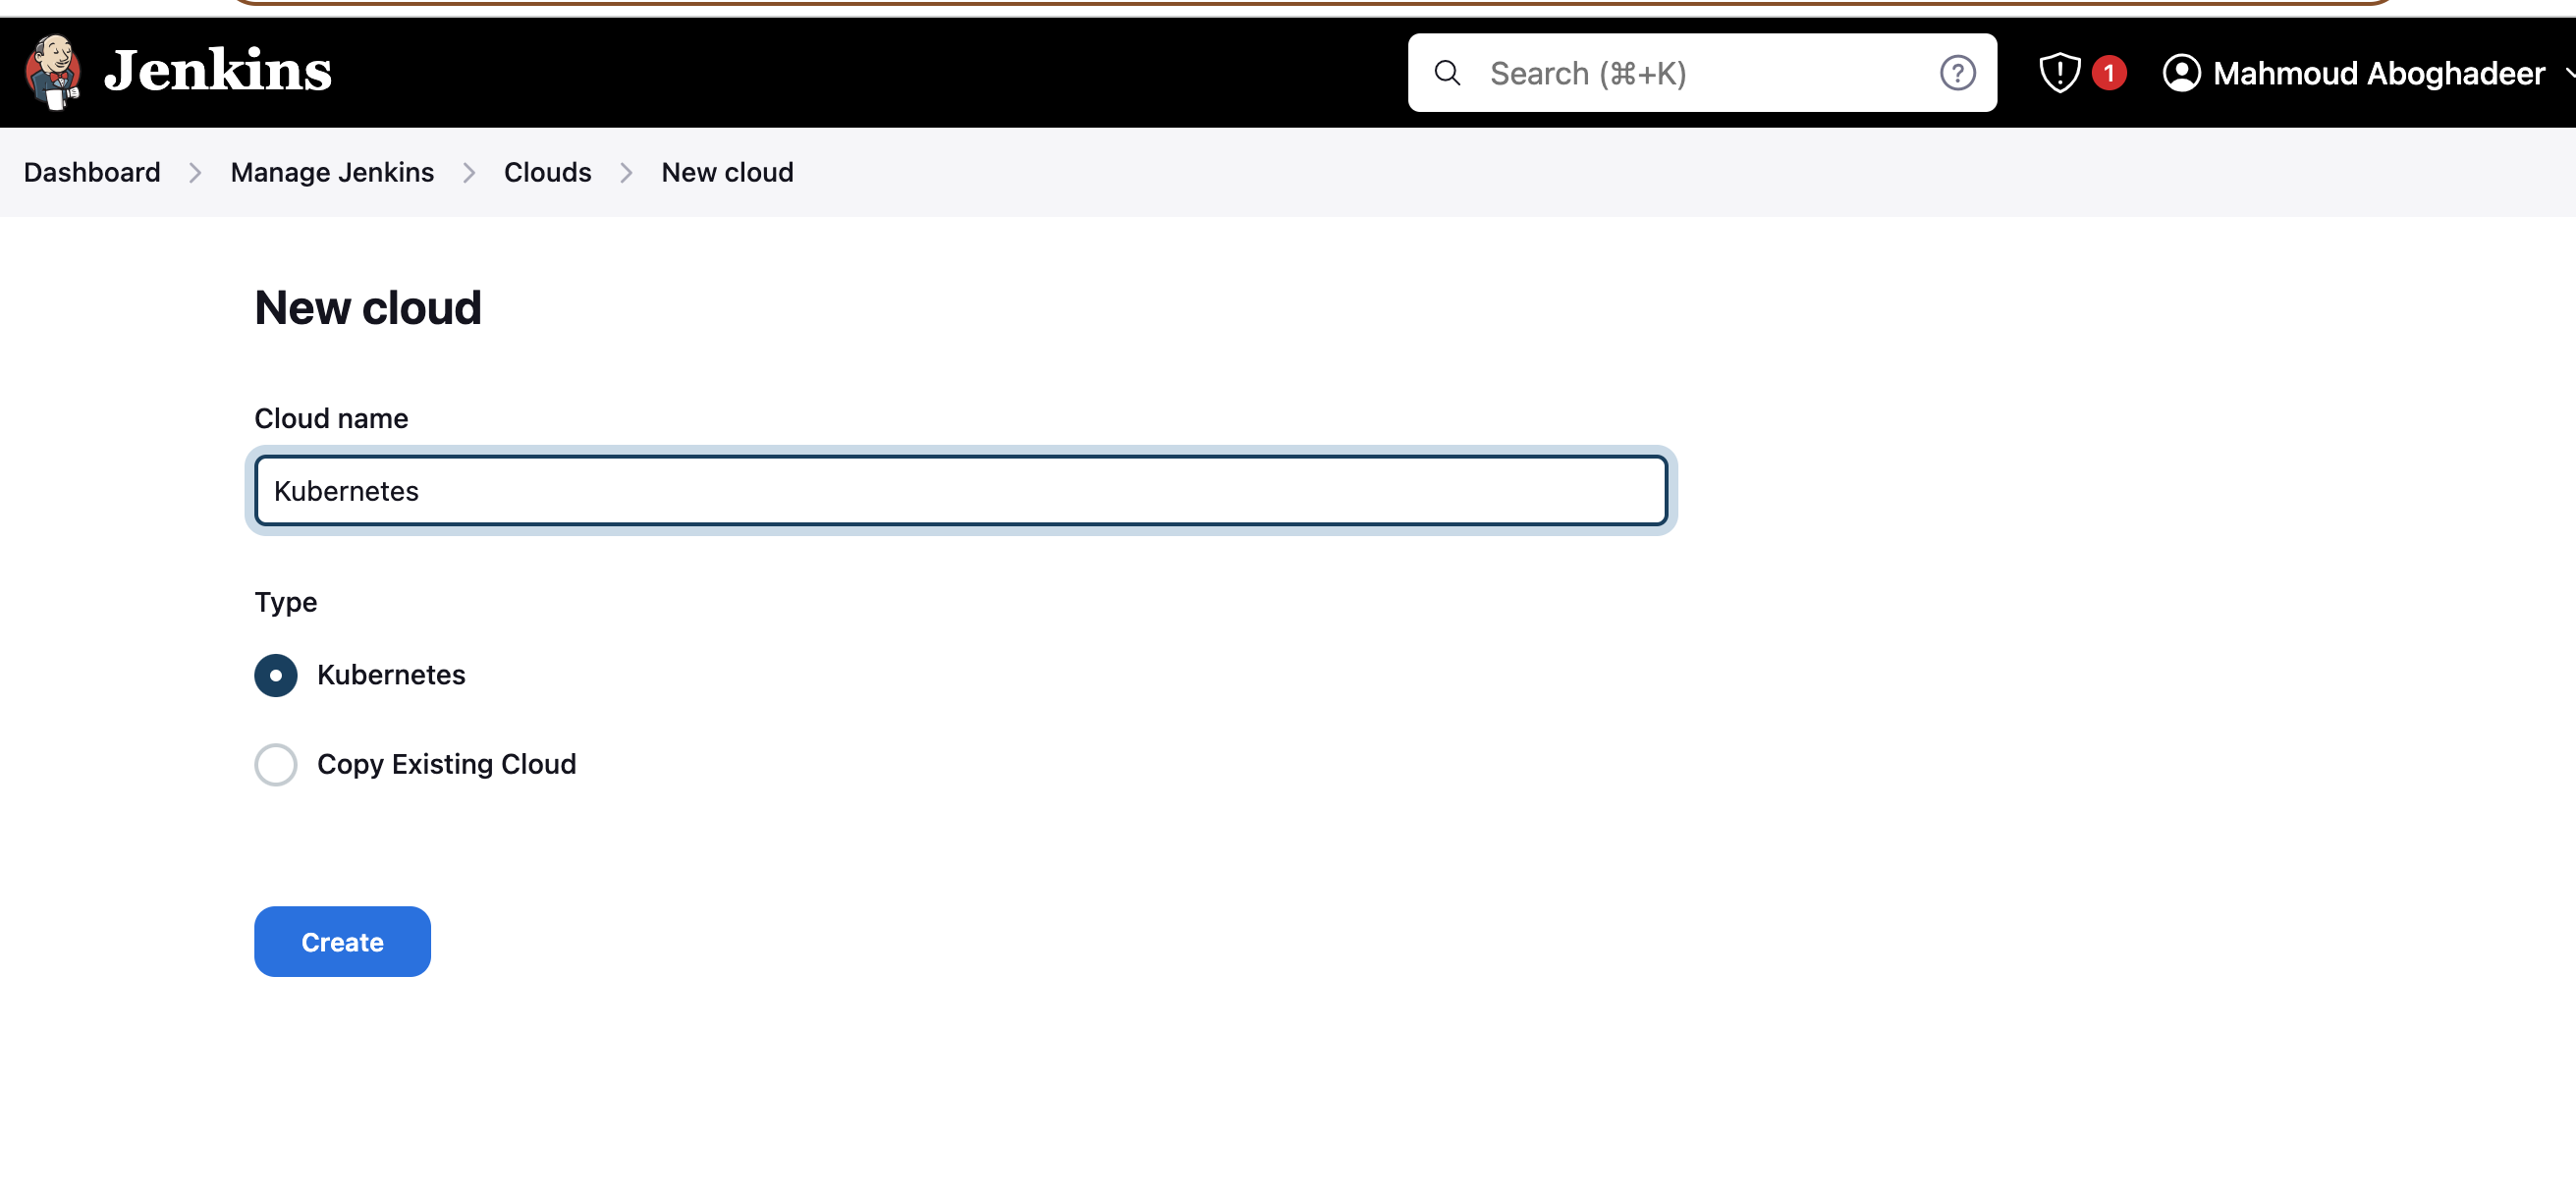 Jenkins
Search (⌘+K)
1
Mahmoud Aboghadeer
Dashboard
Manage Jenkins
Clouds
New cloud
New cloud
Cloud name
Kubernetes
Type
Kubernetes
Copy Existing Cloud
Create